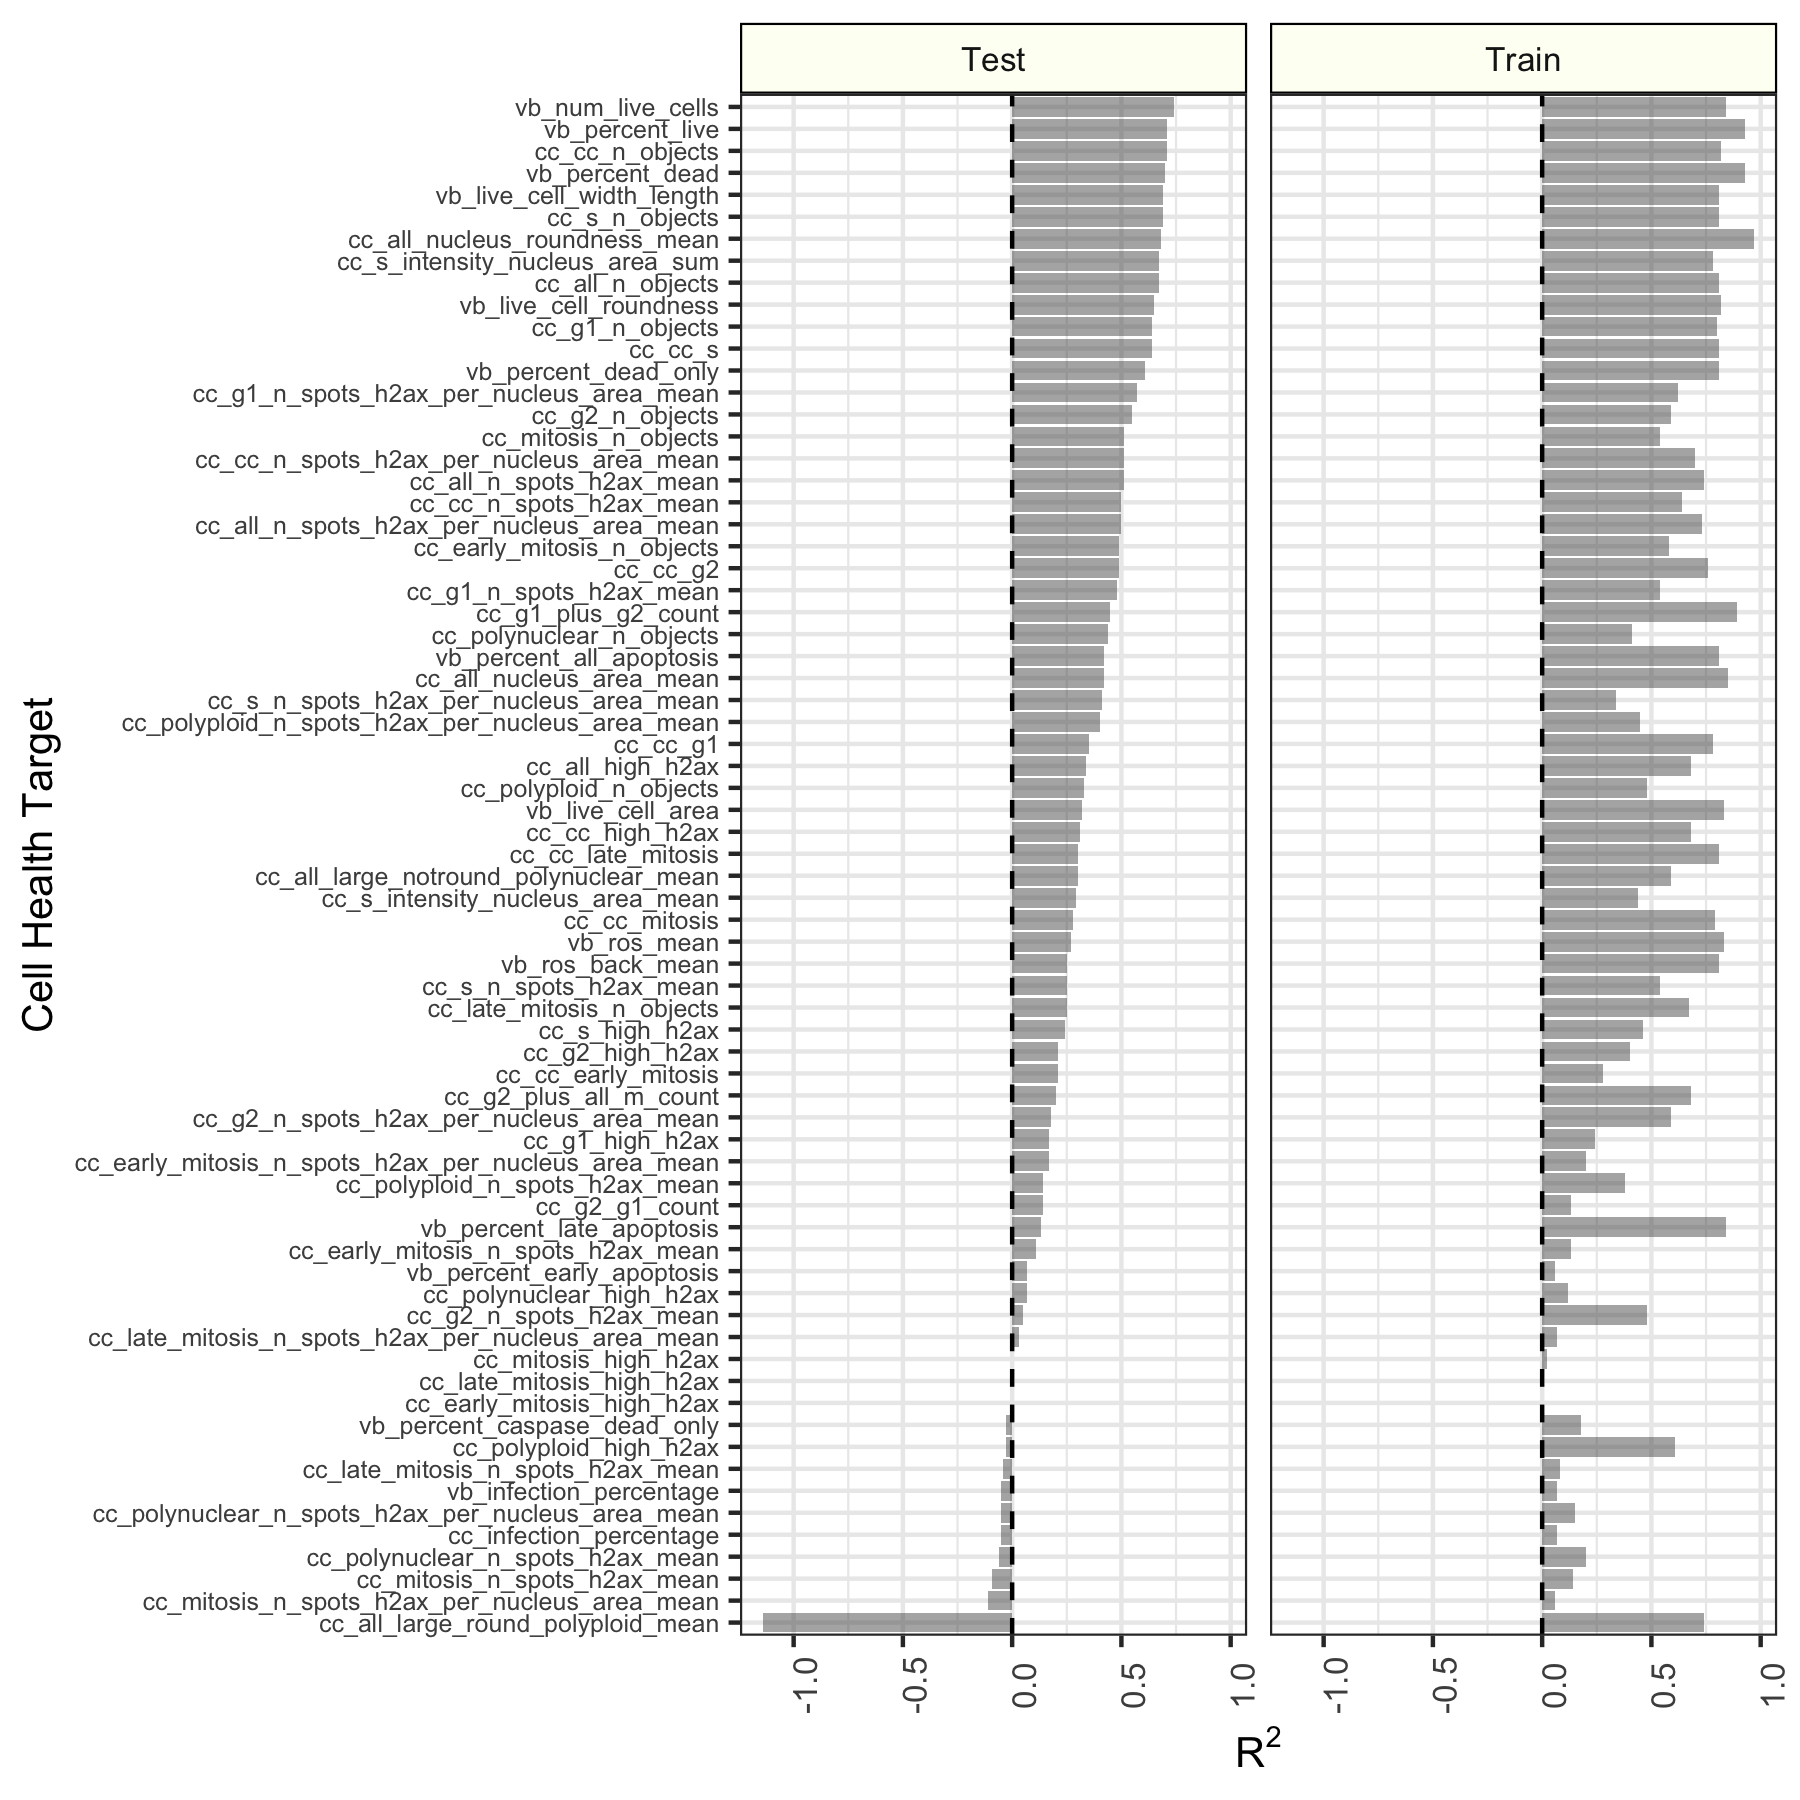 Test
Train
vb_num_live_cells
vb_percent_live
cc_cc_n_objects
vb_percent_dead
vb_live_cell_width_length
cc_s_n_objects
cc_all_nucleus_roundness_mean
cc_s_intensity_nucleus_area_sum
cc_all_n_objects
vb_live_cell_roundness
cc_g1_n_objects
cc_cc_s
vb_percent_dead_only
cc_g1_n_spots_h2ax_per_nucleus_area_mean
cc_g2_n_objects
cc_mitosis_n_objects
cc_cc_n_spots_h2ax_per_nucleus_area_mean
cc_all_n_spots_h2ax_mean
cc_cc_n_spots_h2ax_mean
cc_all_n_spots_h2ax_per_nucleus_area_mean
cc_early_mitosis_n_objects
cc_cc_g2
cc_g1_n_spots_h2ax_mean
cc_g1_plus_g2_count
cc_polynuclear_n_objects
vb_percent_all_apoptosis
cc_all_nucleus_area_mean
cc_s_n_spots_h2ax_per_nucleus_area_mean
cc_polyploid_n_spots_h2ax_per_nucleus_area_mean
cc_cc_g1
cc_all_high_h2ax
cc_polyploid_n_objects
vb_live_cell_area
cc_cc_high_h2ax
cc_cc_late_mitosis
cc_all_large_notround_polynuclear_mean
cc_s_intensity_nucleus_area_mean
cc_cc_mitosis
vb_ros_mean
vb_ros_back_mean
cc_s_n_spots_h2ax_mean
cc_late_mitosis_n_objects
cc_s_high_h2ax
cc_g2_high_h2ax
cc_cc_early_mitosis
cc_g2_plus_all_m_count
cc_g2_n_spots_h2ax_per_nucleus_area_mean
cc_g1_high_h2ax
cc_early_mitosis_n_spots_h2ax_per_nucleus_area_mean
cc_polyploid_n_spots_h2ax_mean
cc_g2_g1_count
vb_percent_late_apoptosis
cc_early_mitosis_n_spots_h2ax_mean
vb_percent_early_apoptosis
cc_polynuclear_high_h2ax
cc_g2_n_spots_h2ax_mean
cc_late_mitosis_n_spots_h2ax_per_nucleus_area_mean
cc_mitosis_high_h2ax
cc_late_mitosis_high_h2ax
cc_early_mitosis_high_h2ax
vb_percent_caspase_dead_only
cc_polyploid_high_h2ax
cc_late_mitosis_n_spots_h2ax_mean
vb_infection_percentage
cc_polynuclear_n_spots_h2ax_per_nucleus_area_mean
cc_infection_percentage
cc_polynuclear_n_spots_h2ax_mean
cc_mitosis_n_spots_h2ax_mean
cc_mitosis_n_spots_h2ax_per_nucleus_area_mean
cc_all_large_round_polyploid_mean
Cell Health Target
-1.0 -0.5 0.0 0.5 1.0
-1.0 -0.5 0.0 0.5 1.0
R²